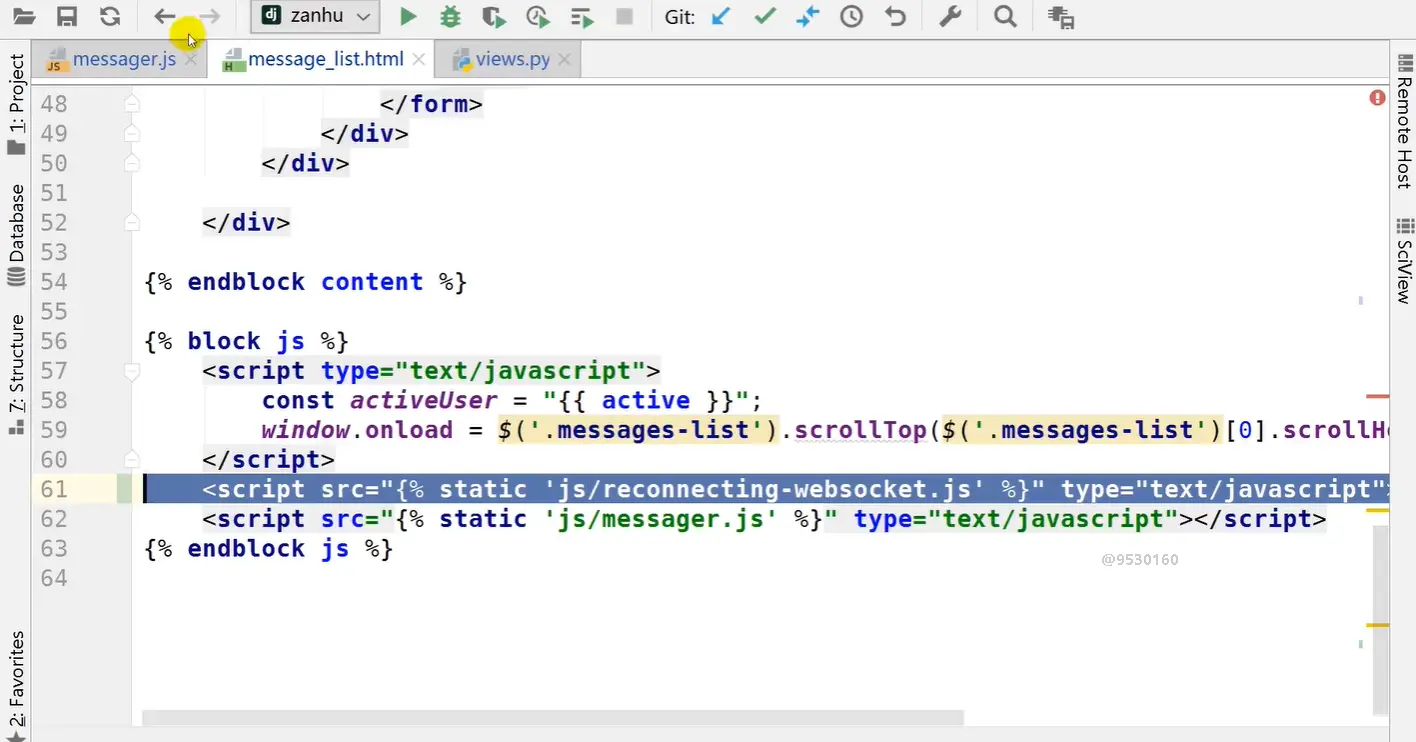 zanhu
Git:
messager.js
message_list.html
views.py
1: Project
Database
7: Structure
2: Favorites
Remote Host
SciView
48 </form>
49 </div>
50 </div>
51
52 </div>
53
54 {% endblock content %}
55
56 {% block js %}
57 <script type="text/javascript">
58 const activeUser = "{{ active }}";
59 window.onload = $('.messages-list').scrollTop($('.messages-list')[0].scrollH
60 </script>
61 <script src="{% static 'js/reconnecting-websocket.js' %}" type="text/javascript">
62 <script src="{% static 'js/messager.js' %}" type="text/javascript"></script>
63 {% endblock js %}
64
@9530160